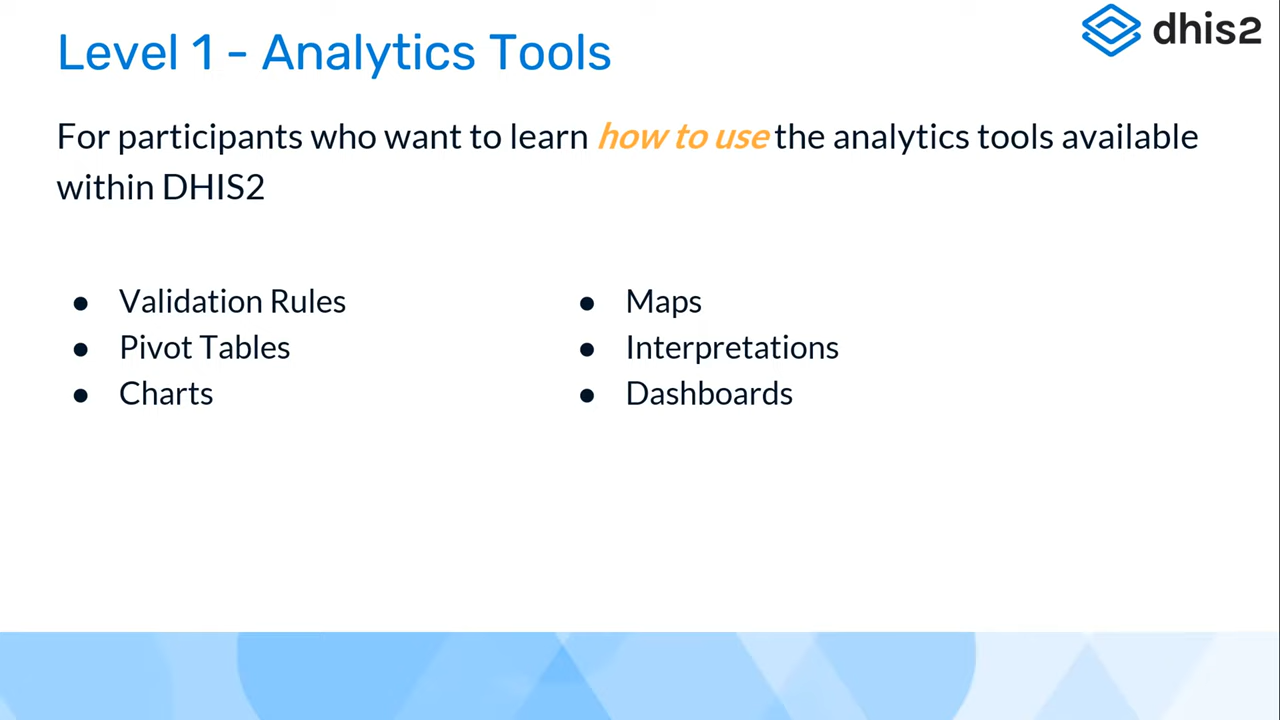 Level 1 - Analytics Tools
dhis2
For participants who want to learn how to use the analytics tools available
within DHIS2
● Validation Rules
● Pivot Tables
● Charts
● Maps
● Interpretations
● Dashboards